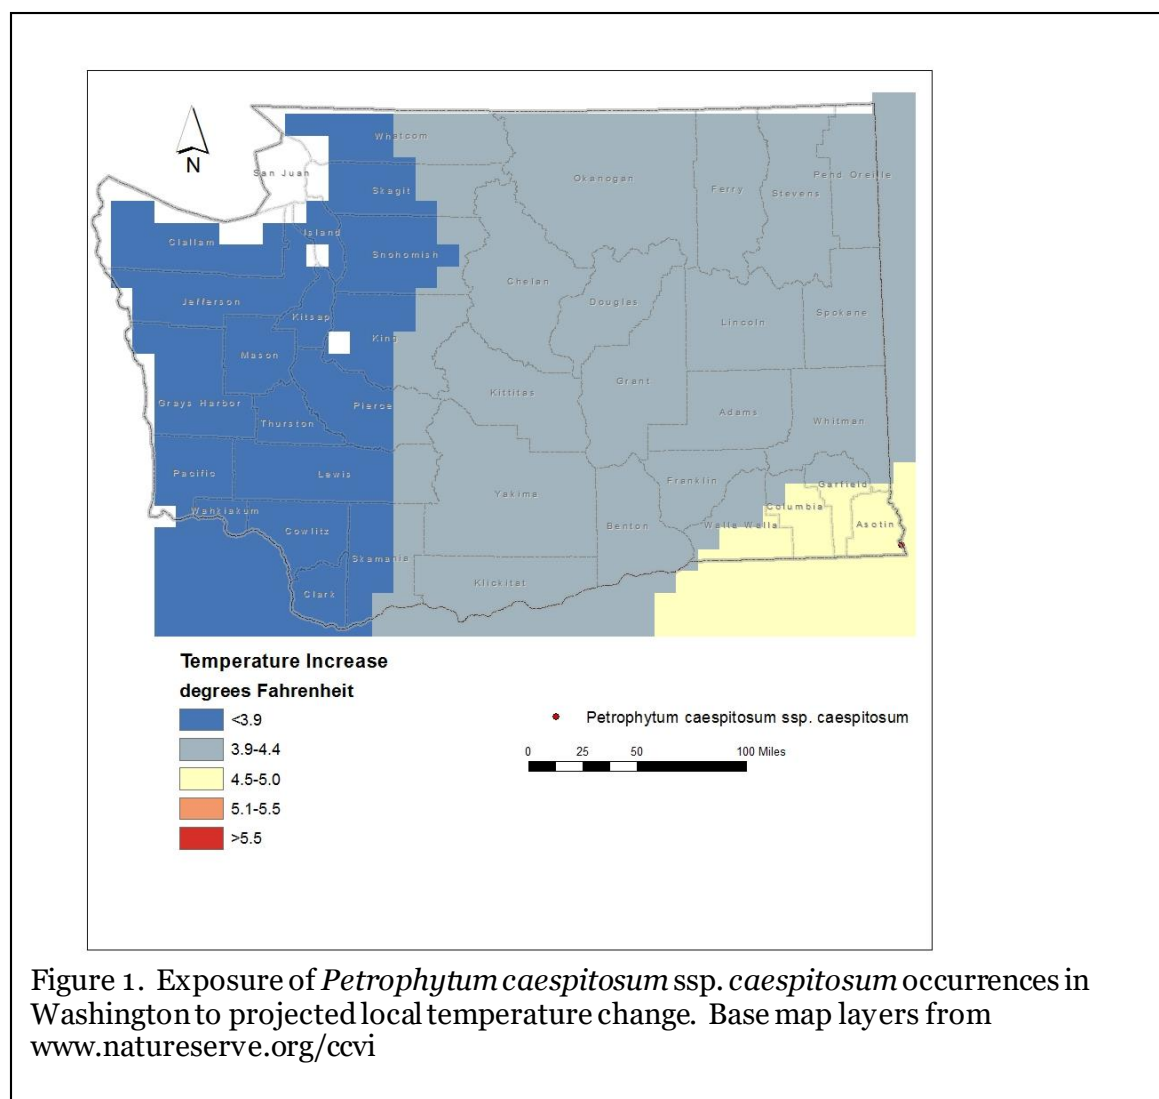 N
Whatcom
San Juan
Skagit
Okanogan
Ferry
Stevens
Pend Oreille
Clallam
Island
Snohomish
Chelan
Jefferson
Kitsap
King
Douglas
Lincoln
Spokane
Mason
Grays Harbor
Pierce
Kittitas
Grant
Thurston
Adams
Whitman
Pacific
Lewis
Yakima
Franklin
Garfield
Wahkiakum
Cowlitz
Benton
Walla Walla
Columbia
Asotin
Skamania
Klickitat
Clark
Temperature Increase
degrees Fahrenheit
<3.9
3.9-4.4
4.5-5.0
5.1-5.5
>5.5
Petrophytum caespitosum ssp. caespitosum
0 25 50 100 Miles
Figure 1. Exposure of Petrophytum caespitosum ssp. caespitosum occurrences in
Washington to projected local temperature change. Base map layers from
www.natureserve.org/ccvi